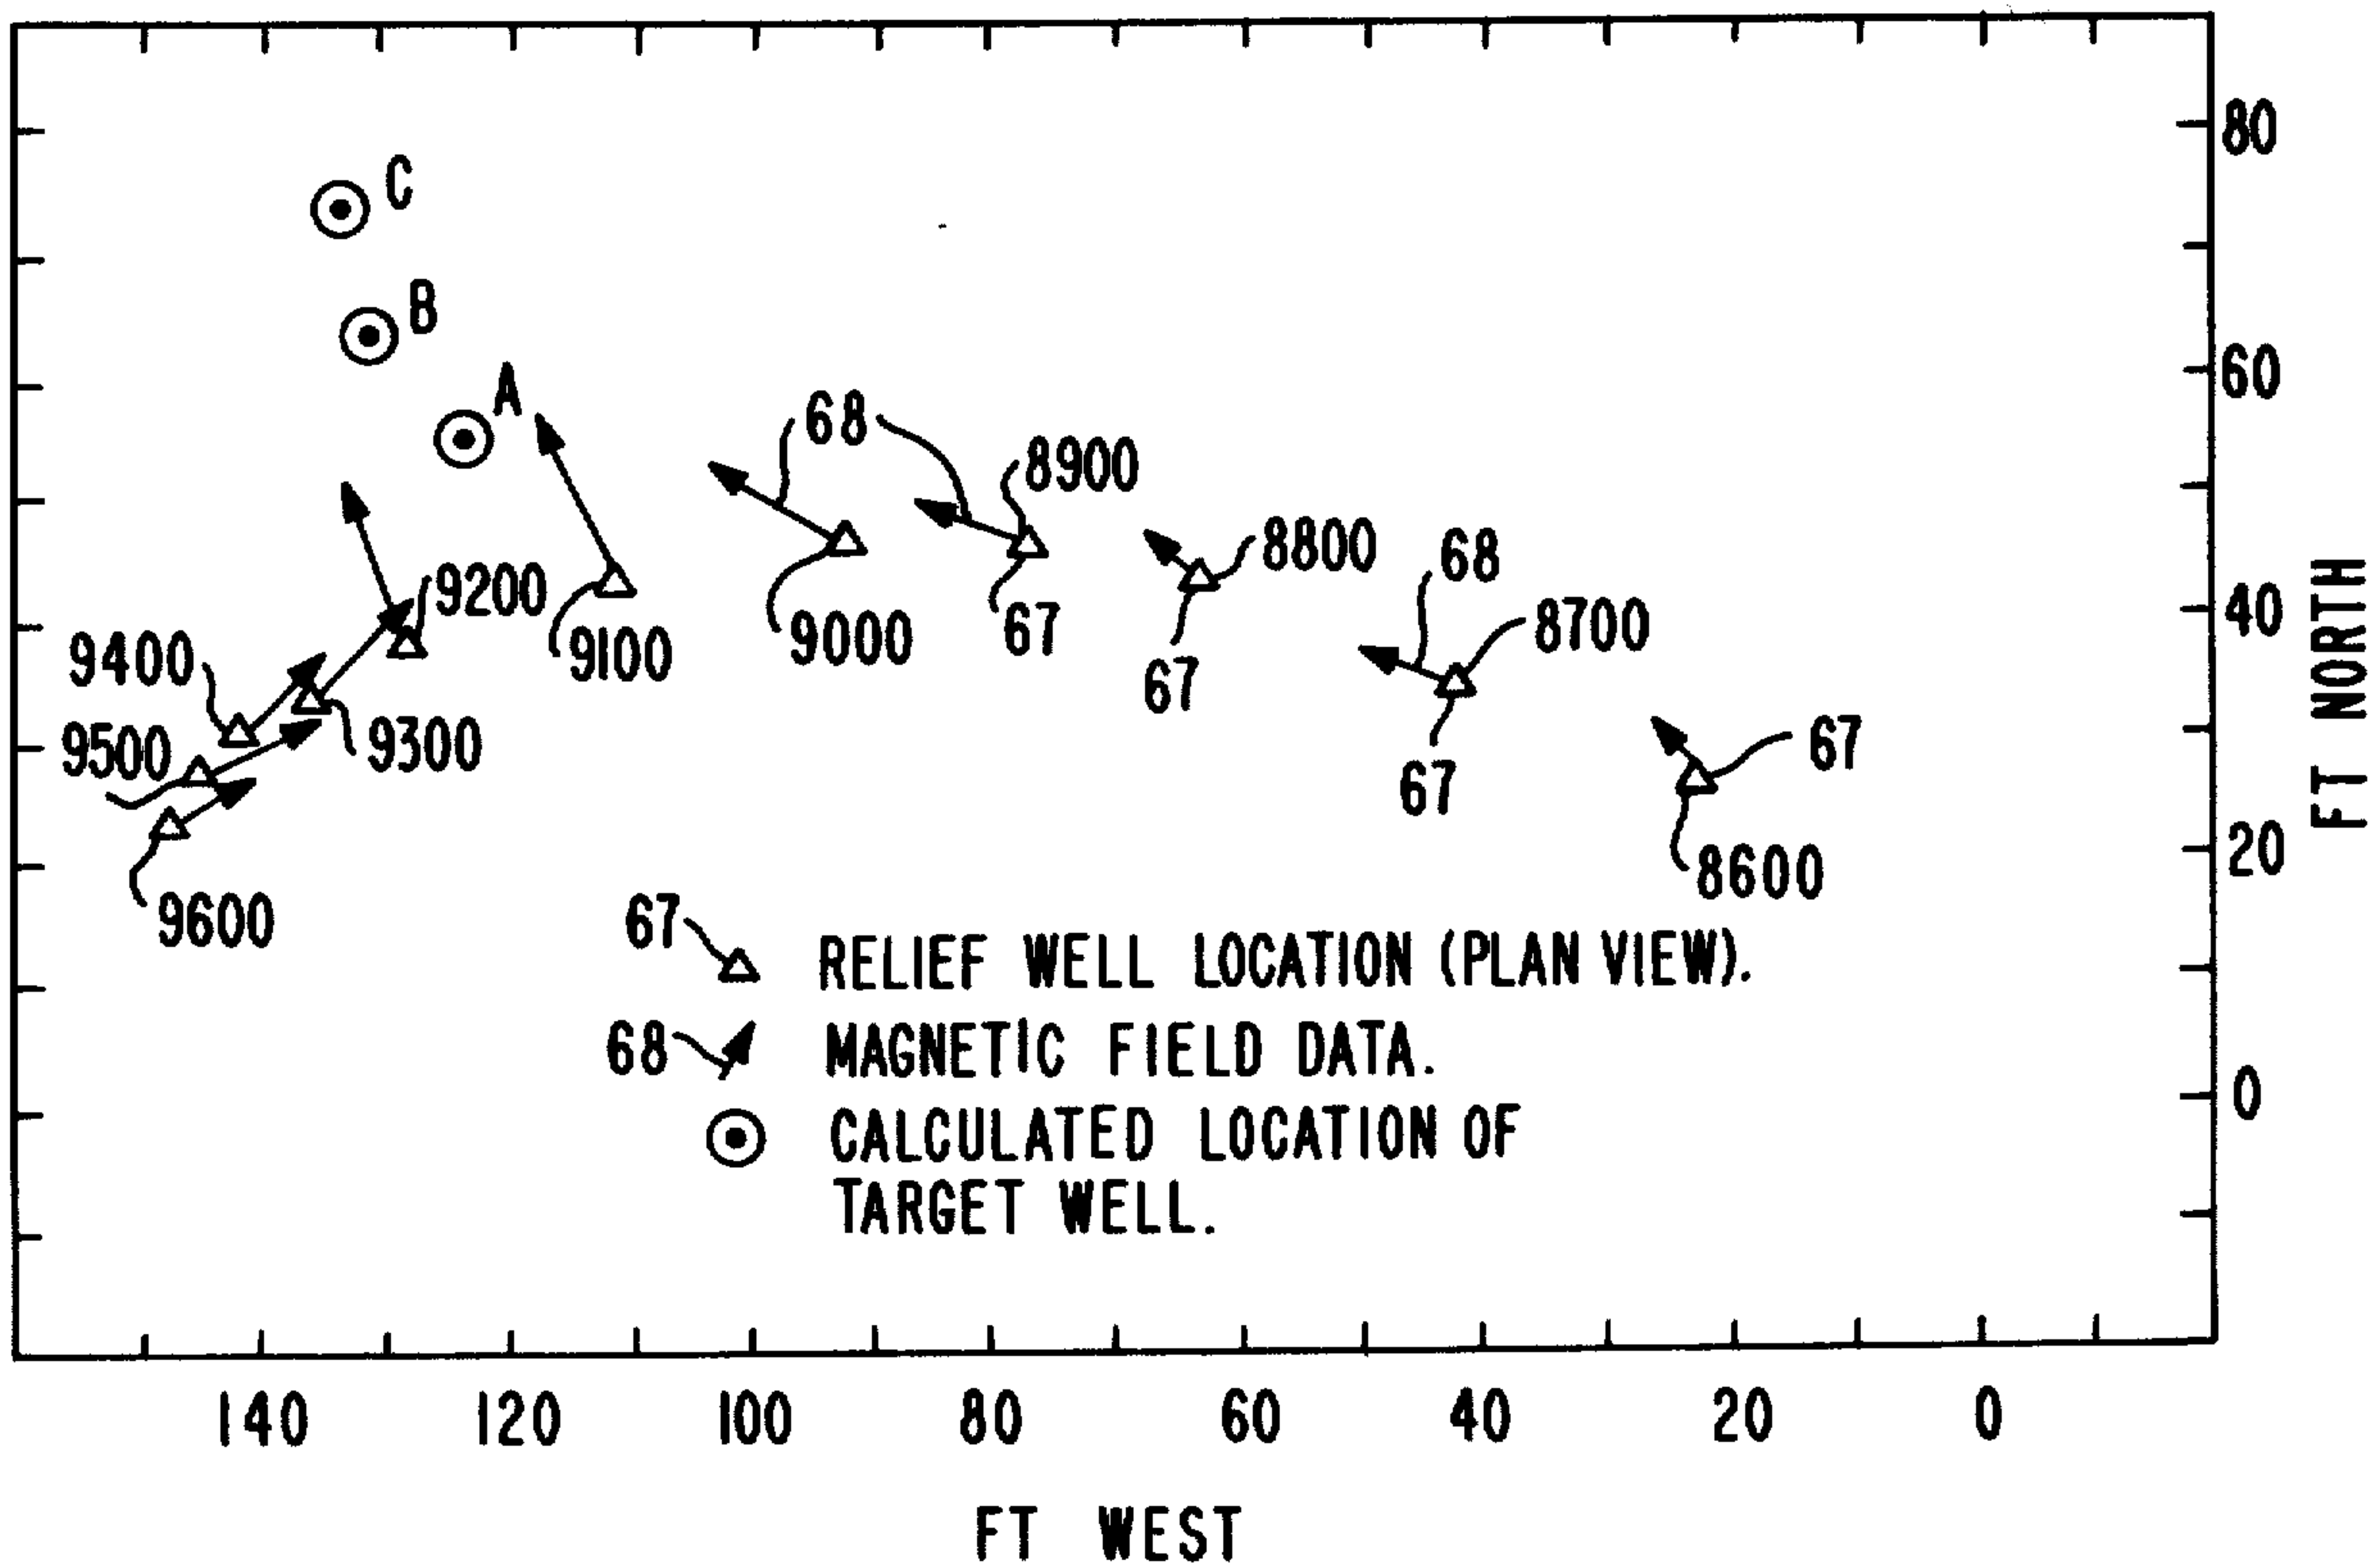 80
C
B
60
A
68
8900
8800
68
9200
40
8700
9400
9100
9000
67
67
9500
9300
67
67
FT NORTH
20
8600
9600
67
RELIEF WELL LOCATION (PLAN VIEW).
68
MAGNETIC FIELD DATA.
0
CALCULATED LOCATION OF
TARGET WELL.
140 120 100 80 60 40 20 0
FT WEST